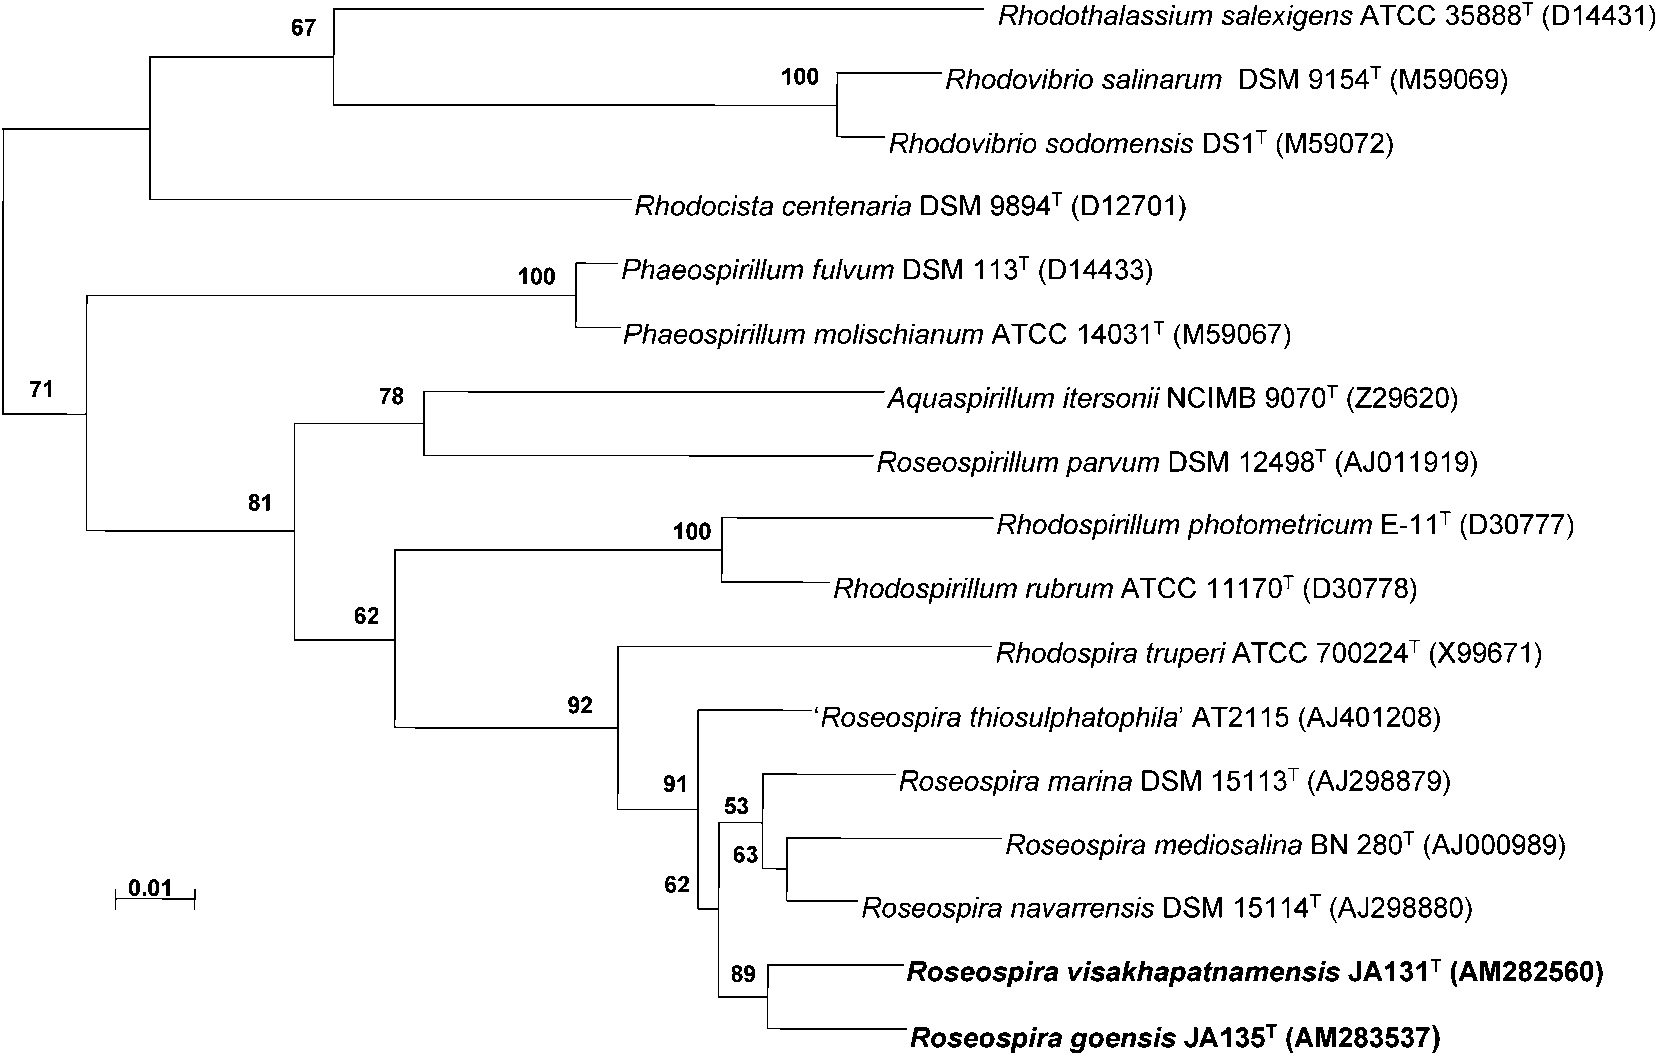 67
Rhodothalassium salexigens ATCC 35888ᵀ (D14431)
100
Rhodovibrio salinarum DSM 9154ᵀ (M59069)
Rhodovibrio sodomensis DS1ᵀ (M59072)
Rhodocista centenaria DSM 9894ᵀ (D12701)
100
Phaeospirillum fulvum DSM 113ᵀ (D14433)
Phaeospirillum molischianum ATCC 14031ᵀ (M59067)
71
78
Aquaspirillum itersonii NCIMB 9070ᵀ (Z29620)
Roseospirillum parvum DSM 12498ᵀ (AJ011919)
81
100
Rhodospirillum photometricum E-11ᵀ (D30777)
Rhodospirillum rubrum ATCC 11170ᵀ (D30778)
62
Rhodospira truperi ATCC 700224ᵀ (X99671)
92
‘Roseospira thiosulphatophila’ AT2115 (AJ401208)
91
Roseospira marina DSM 15113ᵀ (AJ298879)
53
Roseospira mediosalina BN 280ᵀ (AJ000989)
63
62
0.01
Roseospira navarrensis DSM 15114ᵀ (AJ298880)
89
Roseospira visakhapatnamensis JA131ᵀ (AM282560)
Roseospira goensis JA135ᵀ (AM283537)